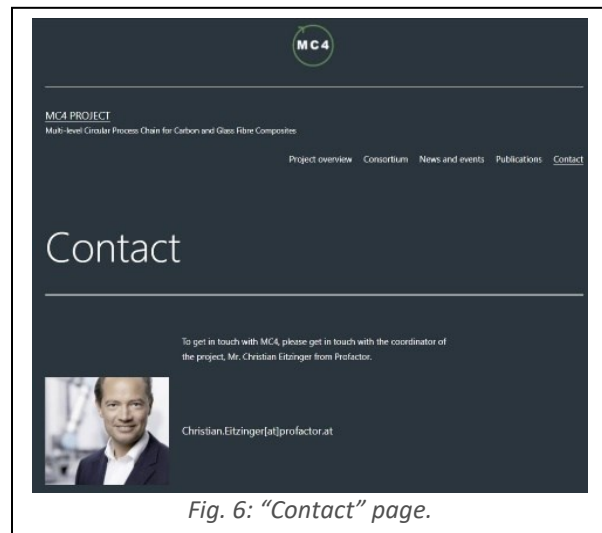 MC4
MC4 PROJECT
Multi-level Circular Process Chain for Carbon and Glass Fibre Composites
Project overview Consortium News and events Publications Contact
Contact
To get in touch with MC4, please get in touch with the coordinator of
the project, Mr. Christian Eitzinger from Profactor.
Christian.Eitzinger[at]profactor.at
Fig. 6: “Contact” page.